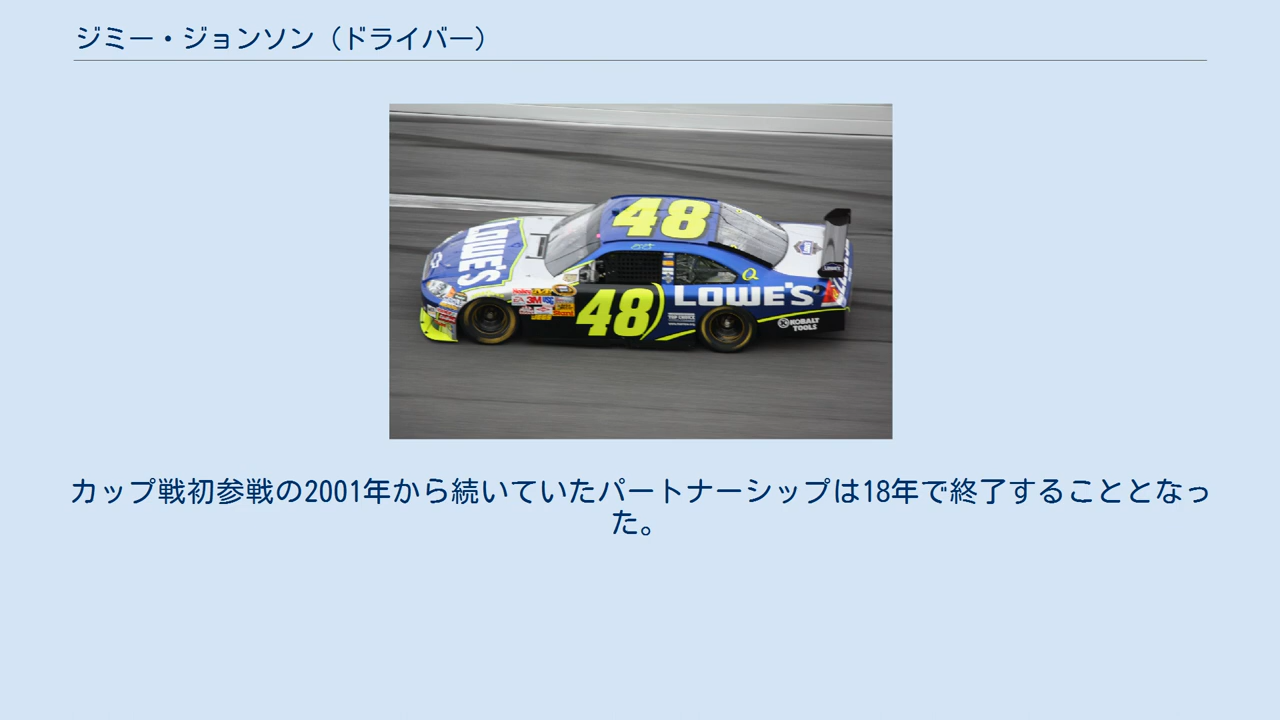 ジミー・ジョンソン（ドライバー）
48
LOWE'S
48
LOWE'S
3M
KOBALT
TOOLS
カップ戦初参戦の2001年から続いていたパートナーシップは18年で終了することとなっ
た。